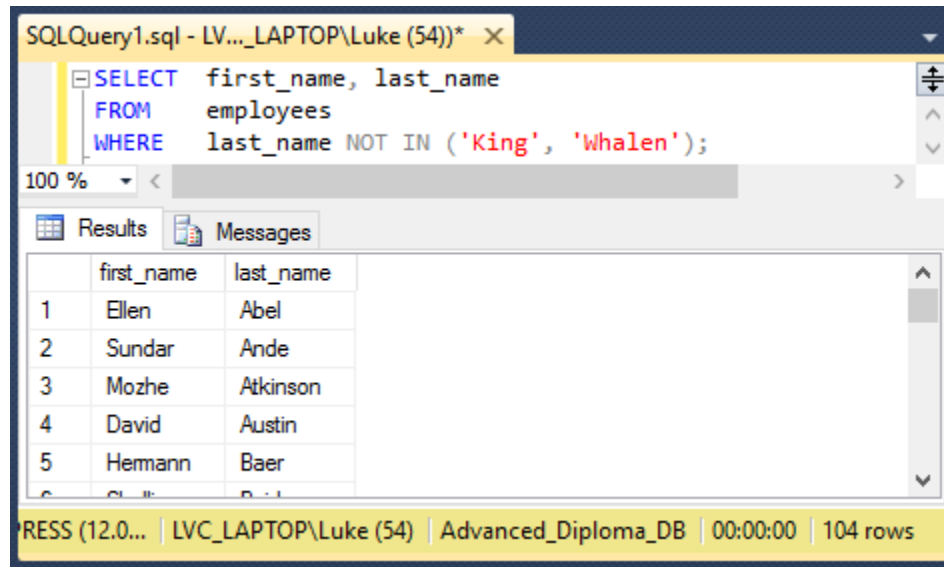 SQLQuery1.sql - LV..._LAPTOP\Luke (54))*
SELECT first_name, last_name
FROM employees
WHERE last_name NOT IN ('King', 'Whalen');
100 %
Results Messages
first_name last_name
1 Ellen Abel
2 Sundar Ande
3 Mozhe Atkinson
4 David Austin
5 Hermann Baer
RESS (12.0... LVC_LAPTOP\Luke (54) Advanced_Diploma_DB 00:00:00 104 rows